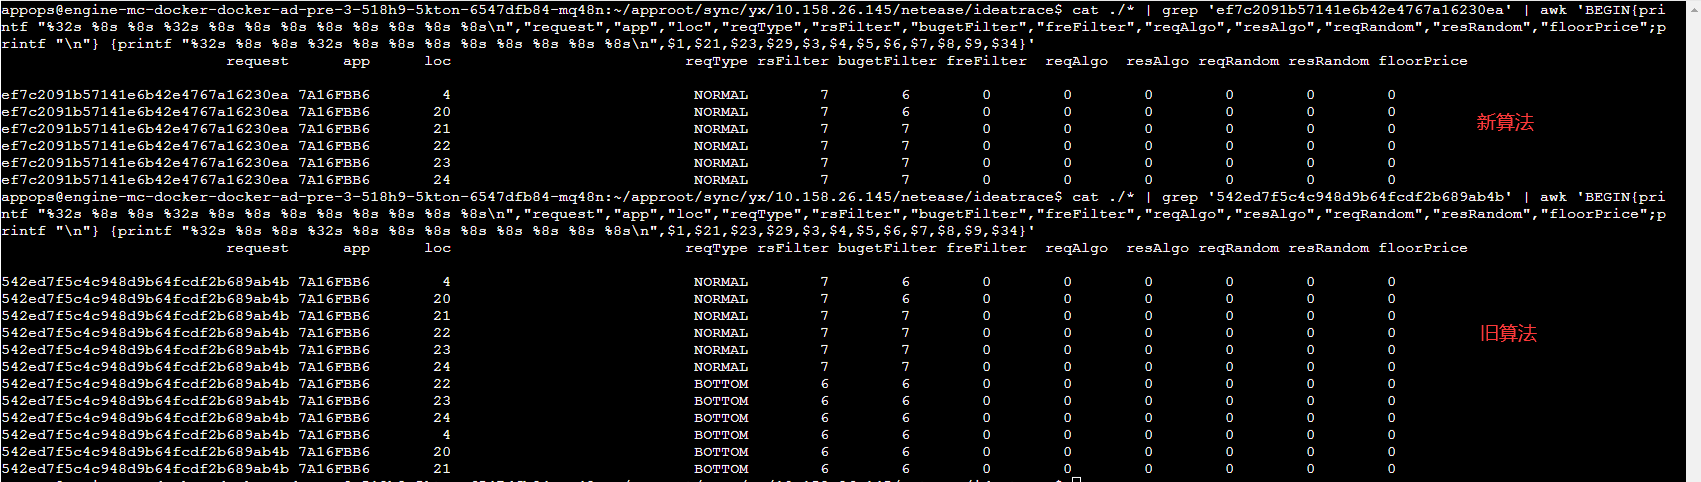 appops@engine-mc-docker-docker-ad-pre-3-518h9-5kton-6547dfb84-mq48n:~/approot/sync/yx/10.158.26.145/netease/ideatrace$ cat ./* | grep 'ef7c2091b57141e6b42e4767a16230ea' | awk 'BEGIN{pri
ntf "%32s %8s %8s %32s %8s %8s %8s %8s %8s %8s %8s %8s\n","request","app","loc","reqType","rsFilter","bugetFilter","freFilter","reqAlgo","resAlgo","reqRandom","resRandom","floorPrice";p
rintf "\n"} {printf "%32s %8s %8s %32s %8s %8s %8s %8s %8s %8s %8s %8s\n",$1,$21,$23,$29,$3,$4,$5,$6,$7,$8,$9,$34}'
request app loc reqType rsFilter bugetFilter freFilter reqAlgo resAlgo reqRandom resRandom floorPrice
ef7c2091b57141e6b42e4767a16230ea 7A16FBB6 4 NORMAL 7 6 0 0 0 0 0 0
ef7c2091b57141e6b42e4767a16230ea 7A16FBB6 20 NORMAL 7 6 0 0 0 0 0 0
ef7c2091b57141e6b42e4767a16230ea 7A16FBB6 21 NORMAL 7 7 0 0 0 0 0 0
新算法
ef7c2091b57141e6b42e4767a16230ea 7A16FBB6 22 NORMAL 7 7 0 0 0 0 0 0
ef7c2091b57141e6b42e4767a16230ea 7A16FBB6 23 NORMAL 7 7 0 0 0 0 0 0
ef7c2091b57141e6b42e4767a16230ea 7A16FBB6 24 NORMAL 7 7 0 0 0 0 0 0
appops@engine-mc-docker-docker-ad-pre-3-518h9-5kton-6547dfb84-mq48n:~/approot/sync/yx/10.158.26.145/netease/ideatrace$ cat ./* | grep '542ed7f5c4c948d9b64fcdf2b689ab4b' | awk 'BEGIN{pri
ntf "%32s %8s %8s %32s %8s %8s %8s %8s %8s %8s %8s %8s\n","request","app","loc","reqType","rsFilter","bugetFilter","freFilter","reqAlgo","resAlgo","reqRandom","resRandom","floorPrice";p
rintf "\n"} {printf "%32s %8s %8s %32s %8s %8s %8s %8s %8s %8s %8s %8s\n",$1,$21,$23,$29,$3,$4,$5,$6,$7,$8,$9,$34}'
request app loc reqType rsFilter bugetFilter freFilter reqAlgo resAlgo reqRandom resRandom floorPrice
542ed7f5c4c948d9b64fcdf2b689ab4b 7A16FBB6 4 NORMAL 7 6 0 0 0 0 0 0
542ed7f5c4c948d9b64fcdf2b689ab4b 7A16FBB6 20 NORMAL 7 6 0 0 0 0 0 0
542ed7f5c4c948d9b64fcdf2b689ab4b 7A16FBB6 21 NORMAL 7 7 0 0 0 0 0 0
542ed7f5c4c948d9b64fcdf2b689ab4b 7A16FBB6 22 NORMAL 7 7 0 0 0 0 0 0
旧算法
542ed7f5c4c948d9b64fcdf2b689ab4b 7A16FBB6 23 NORMAL 7 7 0 0 0 0 0 0
542ed7f5c4c948d9b64fcdf2b689ab4b 7A16FBB6 24 NORMAL 7 7 0 0 0 0 0 0
542ed7f5c4c948d9b64fcdf2b689ab4b 7A16FBB6 22 BOTTOM 6 6 0 0 0 0 0 0
542ed7f5c4c948d9b64fcdf2b689ab4b 7A16FBB6 23 BOTTOM 6 6 0 0 0 0 0 0
542ed7f5c4c948d9b64fcdf2b689ab4b 7A16FBB6 24 BOTTOM 6 6 0 0 0 0 0 0
542ed7f5c4c948d9b64fcdf2b689ab4b 7A16FBB6 4 BOTTOM 6 6 0 0 0 0 0 0
542ed7f5c4c948d9b64fcdf2b689ab4b 7A16FBB6 20 BOTTOM 6 6 0 0 0 0 0 0
542ed7f5c4c948d9b64fcdf2b689ab4b 7A16FBB6 21 BOTTOM 6 6 0 0 0 0 0 0